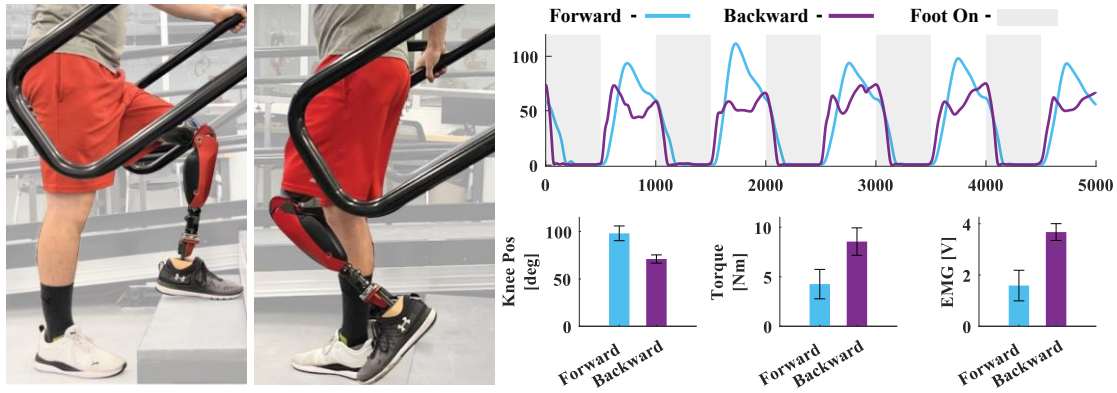 Forward - Backward - Foot On -
100
50
0
0 1000 2000 3000 4000 5000
Knee Pos
[deg]
100
50
0
Forward
Backward
Torque
[Nm]
10
5
0
Forward
Backward
EMG [V]
4
2
0
Forward
Backward